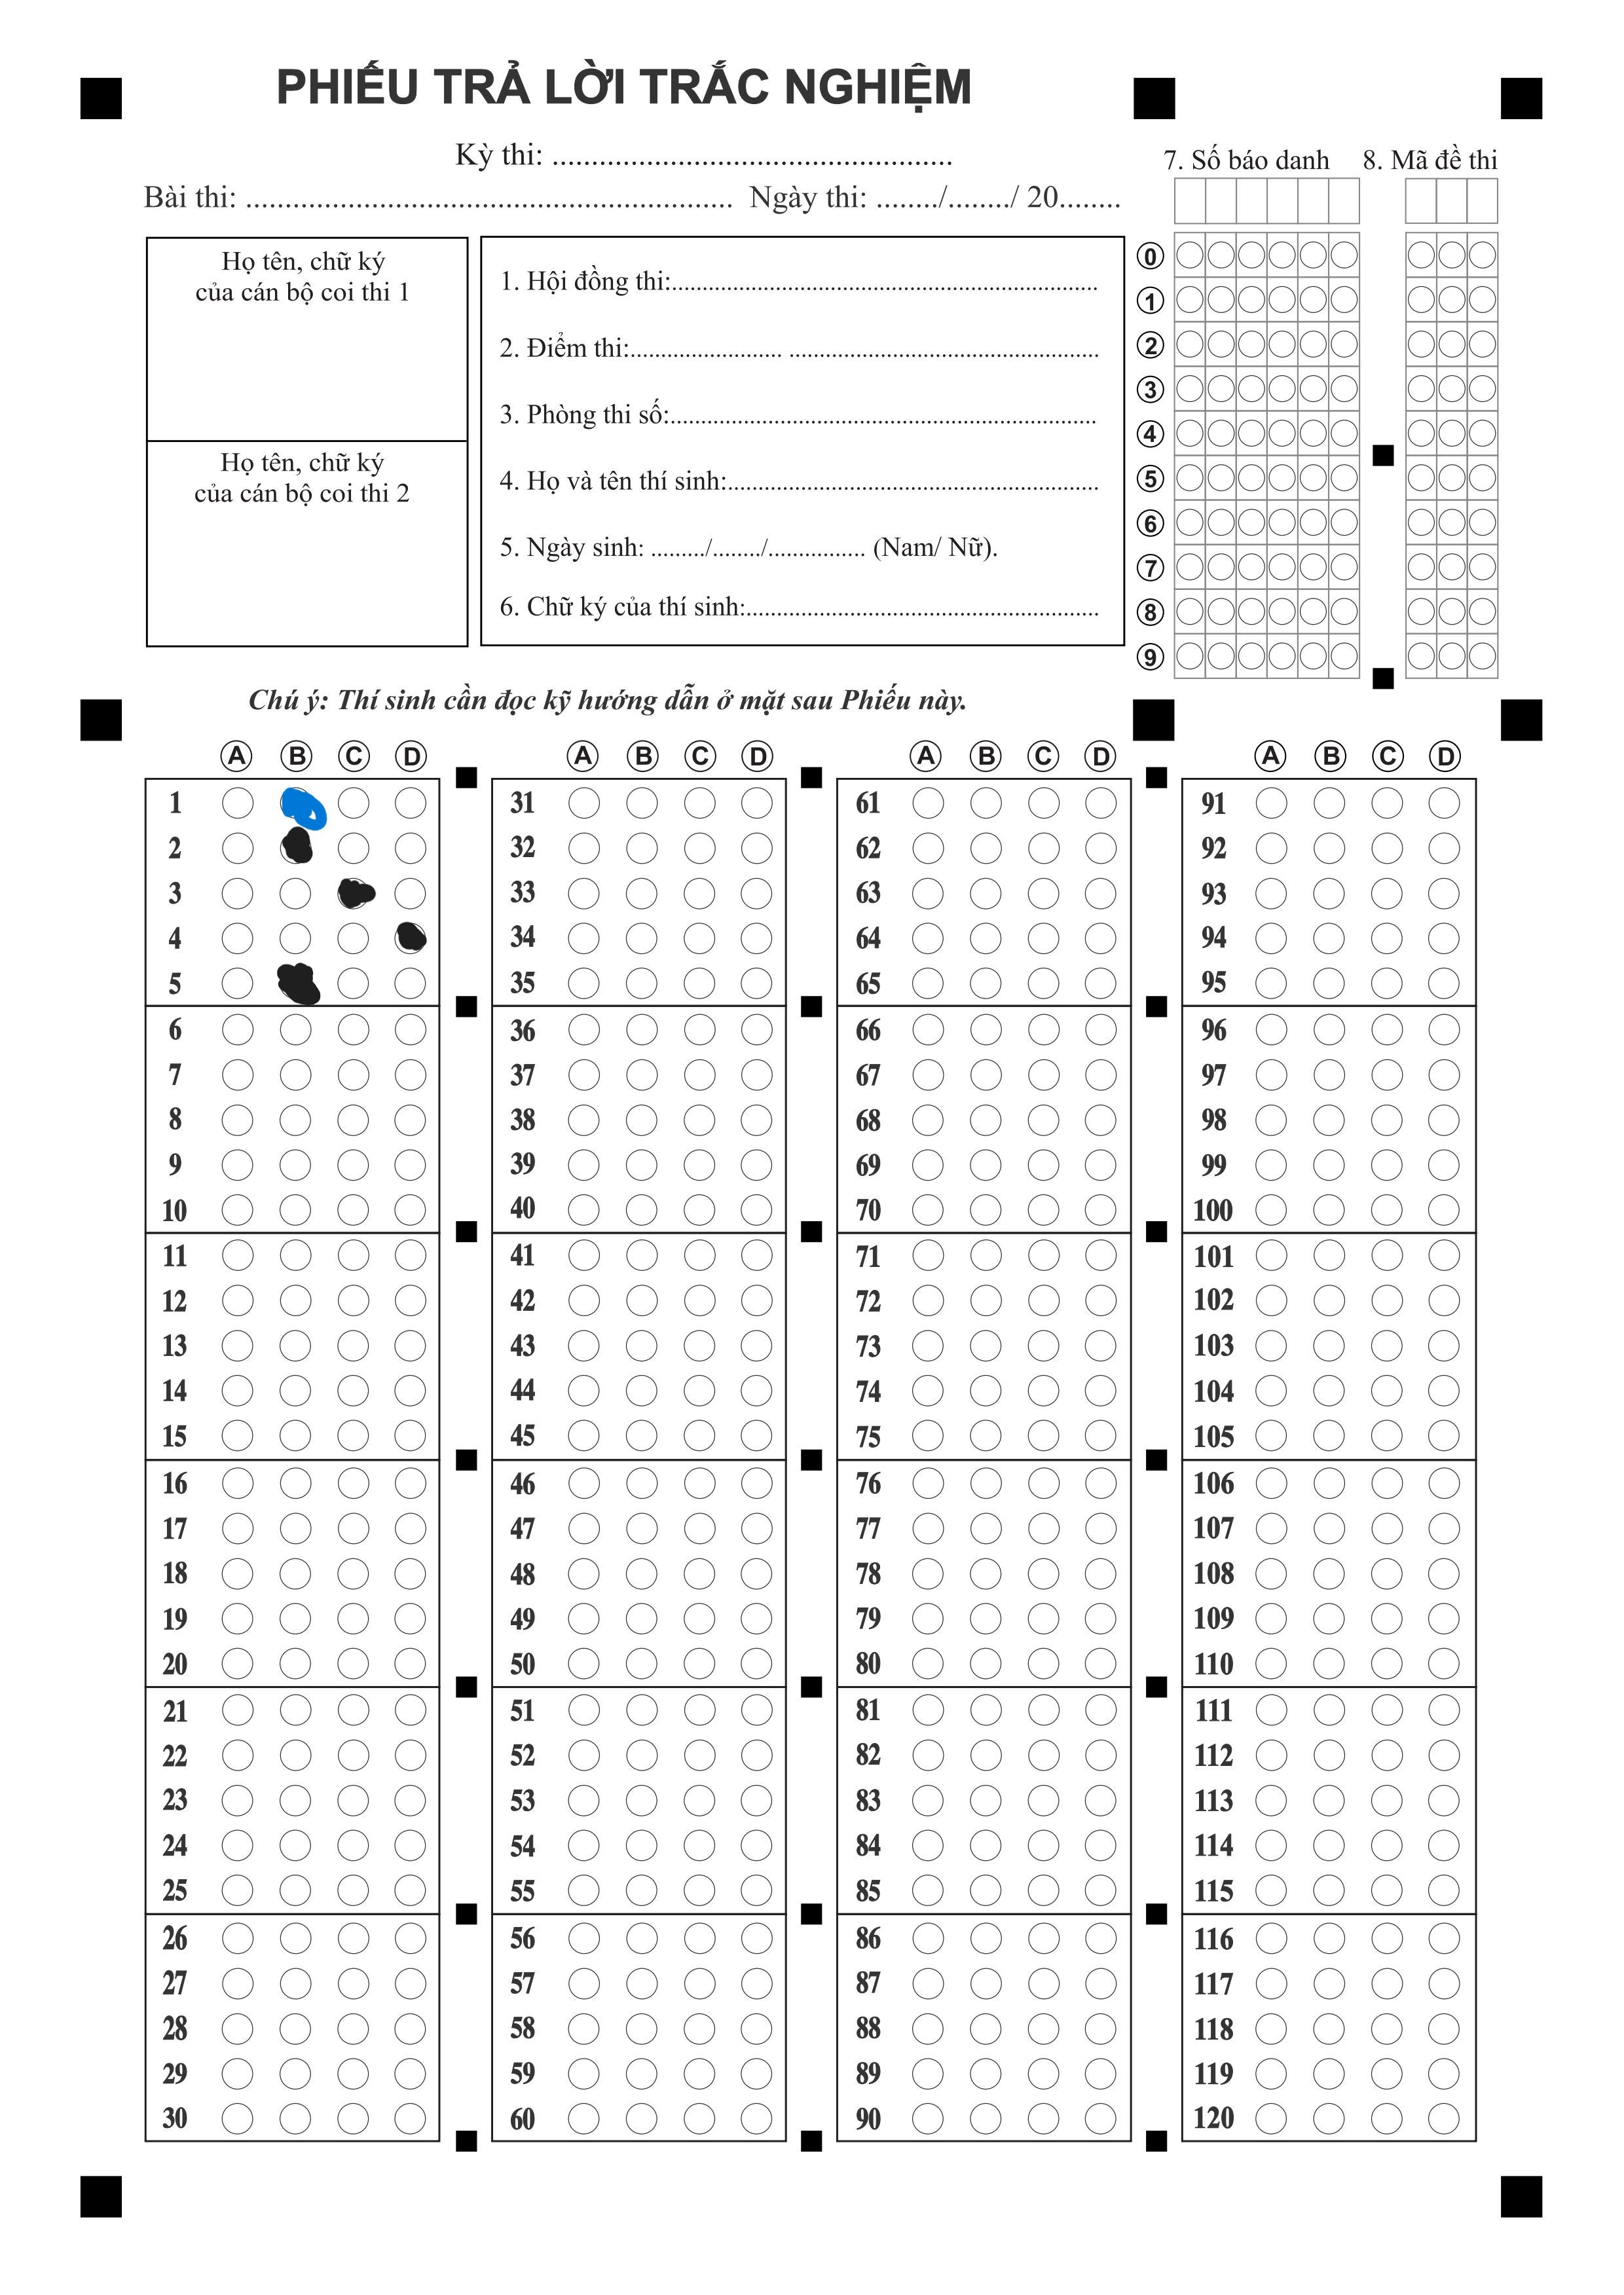 PHIẾU TRẢ LỜI TRẮC NGHIỆM
Kỳ thi: ...................................................
Bài thi: .............................................................. Ngày thi: ......../......../ 20........
7. Số báo danh 8. Mã đề thi
Họ tên, chữ ký
của cán bộ coi thi 1
Họ tên, chữ ký
của cán bộ coi thi 2
1. Hội đồng thi:......................................................................
2. Điểm thi:......................... ...................................................
3. Phòng thi số:......................................................................
4. Họ và tên thí sinh:.............................................................
5. Ngày sinh: ........./......../................ (Nam/ Nữ).
6. Chữ ký của thí sinh:..........................................................
0
1
2
3
4
5
6
7
8
9
Chú ý: Thí sinh cần đọc kỹ hướng dẫn ở mặt sau Phiếu này.
A B C D A B C D A B C D A B C D
1 31 61 91
2 32 62 92
3 33 63 93
4 34 64 94
5 35 65 95
6 36 66 96
7 37 67 97
8 38 68 98
9 39 69 99
10 40 70 100
11 41 71 101
12 42 72 102
13 43 73 103
14 44 74 104
15 45 75 105
16 46 76 106
17 47 77 107
18 48 78 108
19 49 79 109
20 50 80 110
21 51 81 111
22 52 82 112
23 53 83 113
24 54 84 114
25 55 85 115
26 56 86 116
27 57 87 117
28 58 88 118
29 59 89 119
30 60 90 120